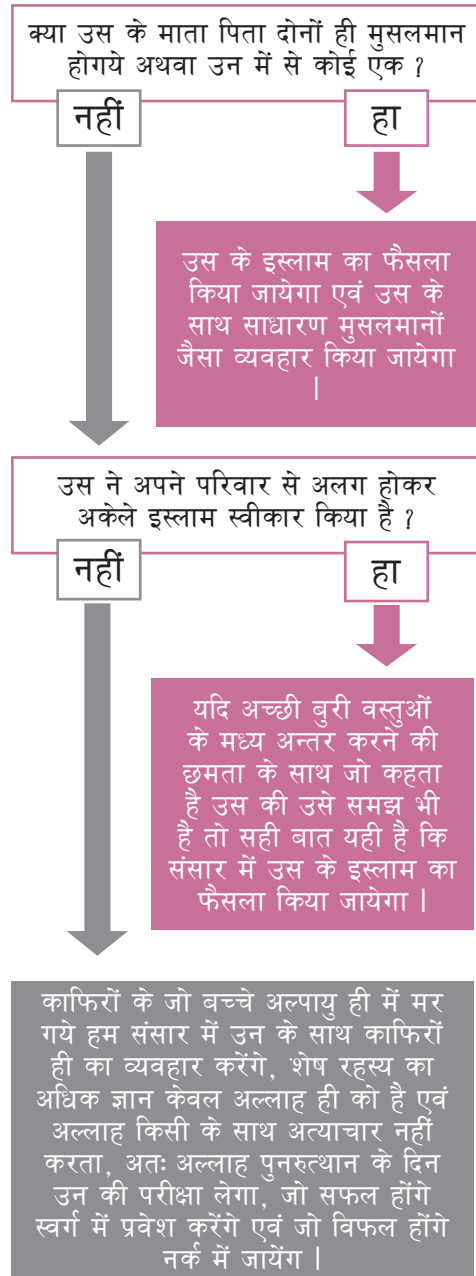 क्या उस के माता पिता दोनों ही मुसलमान
होगये अथवा उन में से कोई एक ?
नहीं
हा
उस के इस्लाम का फैसला
किया जायेगा एवं उस के
साथ साधारण मुसलमानों
जैसा व्यवहार किया जायेगा
|
उस ने अपने परिवार से अलग होकर
अकेले इस्लाम स्वीकार किया है ?
नहीं
हा
यदि अच्छी बुरी वस्तुओं
के मध्य अन्तर करने की
छमता के साथ जो कहता
है उस की उसे समझ भी
है तो सही बात यही है कि
संसार में उस के इस्लाम का
फैसला किया जायेगा |
काफिरों के जो बच्चे अल्पायु ही में मर
गये हम संसार में उन के साथ काफिरों
ही का व्यवहार करेंगे, शेष रहस्य का
अधिक ज्ञान केवल अल्लाह ही को है एवं
अल्लाह किसी के साथ अत्याचार नहीं
करता, अतः अल्लाह पुनरुत्थान के दिन
उन की परीक्षा लेगा, जो सफल होंगे
स्वर्ग में प्रवेश करेंगे एवं जो विफल होंगे
नर्क में जायेंग |